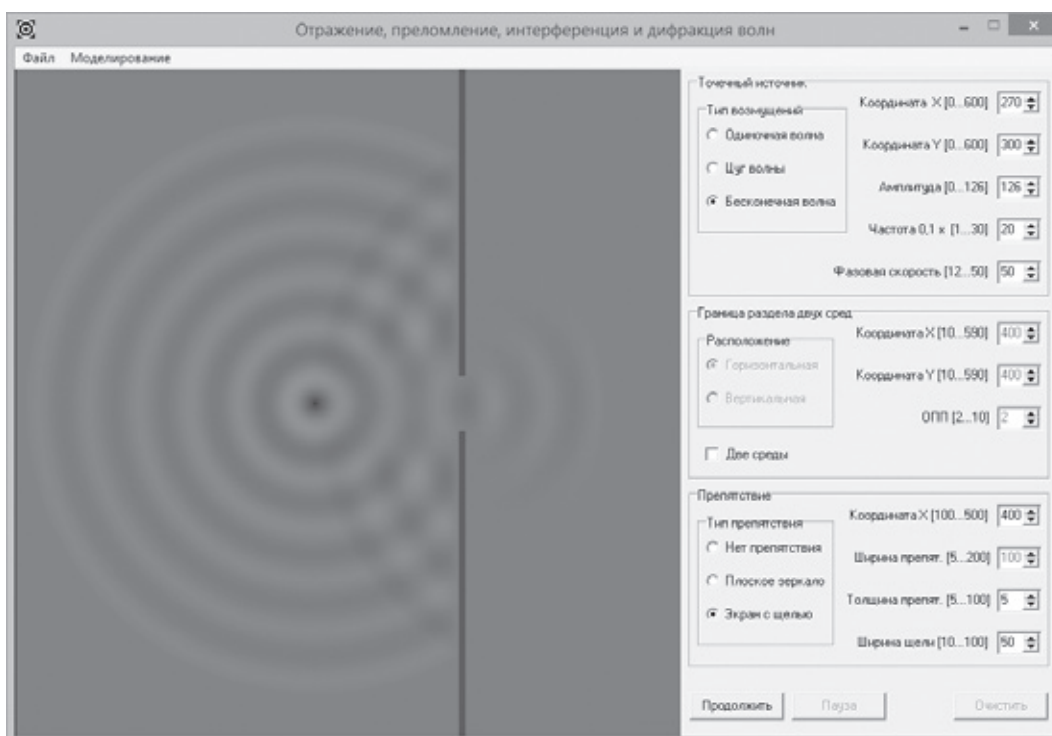 Отражение, преломление, интерференция и дифракция волн
Файл Моделирование
Точечный источник
Тип возмущений
Одиночная волна
Цуг волны
Бесконечная волна
Координата X [0...600] 270
Координата Y [0...600] 300
Амплитуда [0...126] 126
Частота 0,1 x [1...30] 20
Фазовая скорость [12...50] 50
Граница раздела двух сред
Расположение
Горизонтальная
Вертикальная
Две среды
Координата X [10...590] 400
Координата Y [10...590] 400
ОПП [2...10] 2
Препятствие
Тип препятствия
Нет препятствия
Плоское зеркало
Экран с щелью
Координата X [100...500] 400
Ширина препят. [5...200] 100
Толщина препят. [5...100] 5
Ширина щели [10...100] 50
Продолжить Пауза Очистить